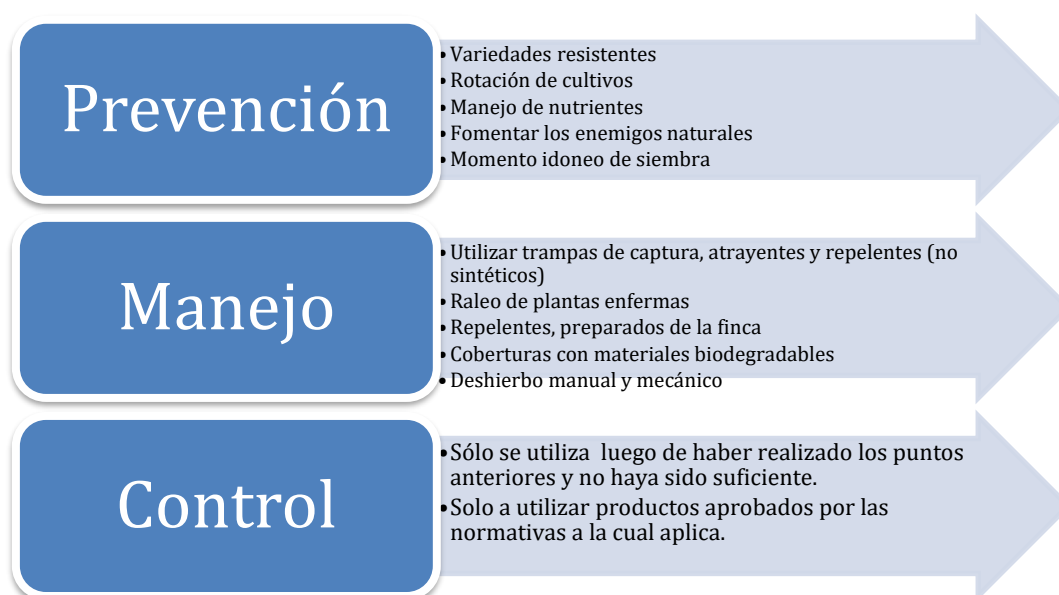 Prevención
•Variedades resistentes
•Rotación de cultivos
•Manejo de nutrientes
•Fomentar los enemigos naturales
•Momento idoneo de siembra
Manejo
•Utilizar trampas de captura, atrayentes y repelentes (no
sintéticos)
•Raleo de plantas enfermas
•Repelentes, preparados de la finca
•Coberturas con materiales biodegradables
•Deshierbo manual y mecánico
Control
•Sólo se utiliza  luego de haber realizado los puntos
anteriores y no haya sido suficiente.
•Solo a utilizar productos aprobados por las
normativas a la cual aplica.